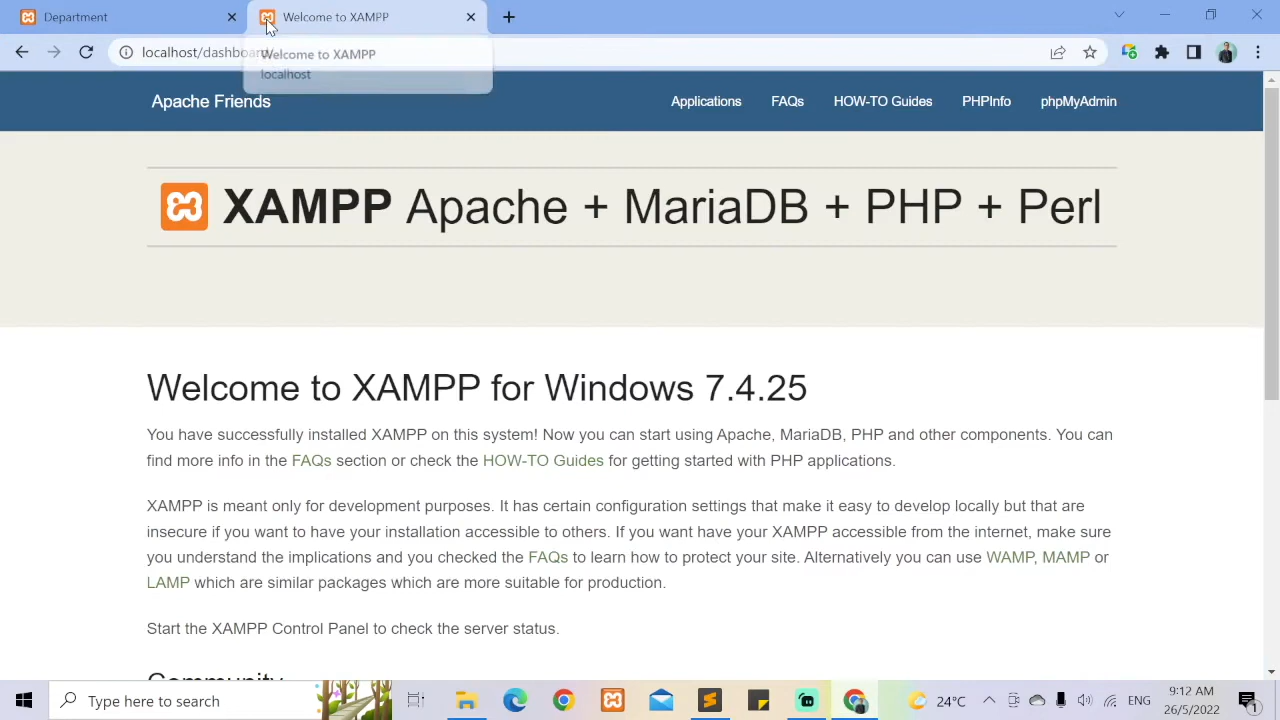 Department
Welcome to XAMPP
localhost/dashboard
Welcome to XAMPP
localhost
Apache Friends
Applications
FAQs
HOW-TO Guides
PHPInfo
phpMyAdmin
XAMPP Apache + MariaDB + PHP + Perl
Welcome to XAMPP for Windows 7.4.25
You have successfully installed XAMPP on this system! Now you can start using Apache, MariaDB, PHP and other components. You can
find more info in the FAQs section or check the HOW-TO Guides for getting started with PHP applications.
XAMPP is meant only for development purposes. It has certain configuration settings that make it easy to develop locally but that are
insecure if you want to have your installation accessible to others. If you want have your XAMPP accessible from the internet, make sure
you understand the implications and you checked the FAQs to learn how to protect your site. Alternatively you can use WAMP, MAMP or
LAMP which are similar packages which are more suitable for production.
Start the XAMPP Control Panel to check the server status.
Community
Type here to search
24°C
ENG
9:12 AM
26/5/2022
1